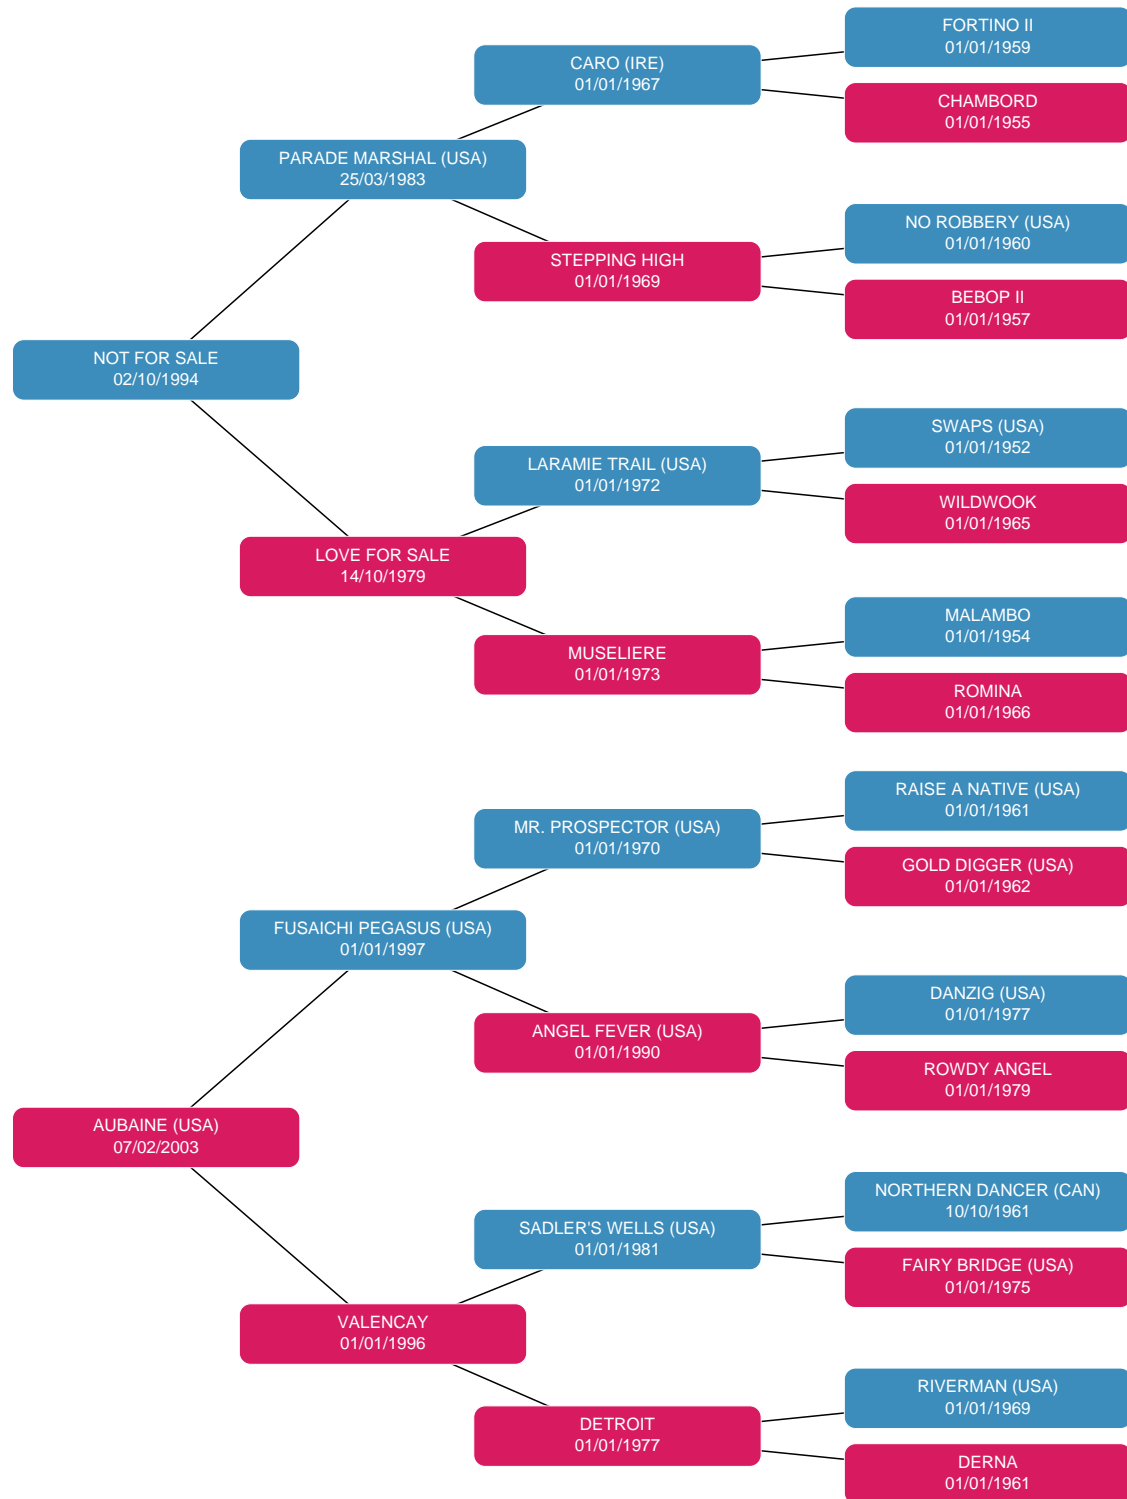 FORTINO II
01/01/1959
CARO (IRE)
01/01/1967
CHAMBORD
01/01/1955
PARADE MARSHAL (USA)
25/03/1983
NO ROBBERY (USA)
01/01/1960
STEPPING HIGH
01/01/1969
BEBOP II
01/01/1957
NOT FOR SALE
02/10/1994
SWAPS (USA)
01/01/1952
LARAMIE TRAIL (USA)
01/01/1972
WILDWOOK
01/01/1965
LOVE FOR SALE
14/10/1979
MALAMBO
01/01/1954
MUSELIERE
01/01/1973
ROMINA
01/01/1966
RAISE A NATIVE (USA)
01/01/1961
MR. PROSPECTOR (USA)
01/01/1970
GOLD DIGGER (USA)
01/01/1962
FUSAICHI PEGASUS (USA)
01/01/1997
DANZIG (USA)
01/01/1977
ANGEL FEVER (USA)
01/01/1990
ROWDY ANGEL
01/01/1979
AUBAINE (USA)
07/02/2003
NORTHERN DANCER (CAN)
10/10/1961
SADLER'S WELLS (USA)
01/01/1981
FAIRY BRIDGE (USA)
01/01/1975
VALENCAY
01/01/1996
RIVERMAN (USA)
01/01/1969
DETROIT
01/01/1977
DERNA
01/01/1961